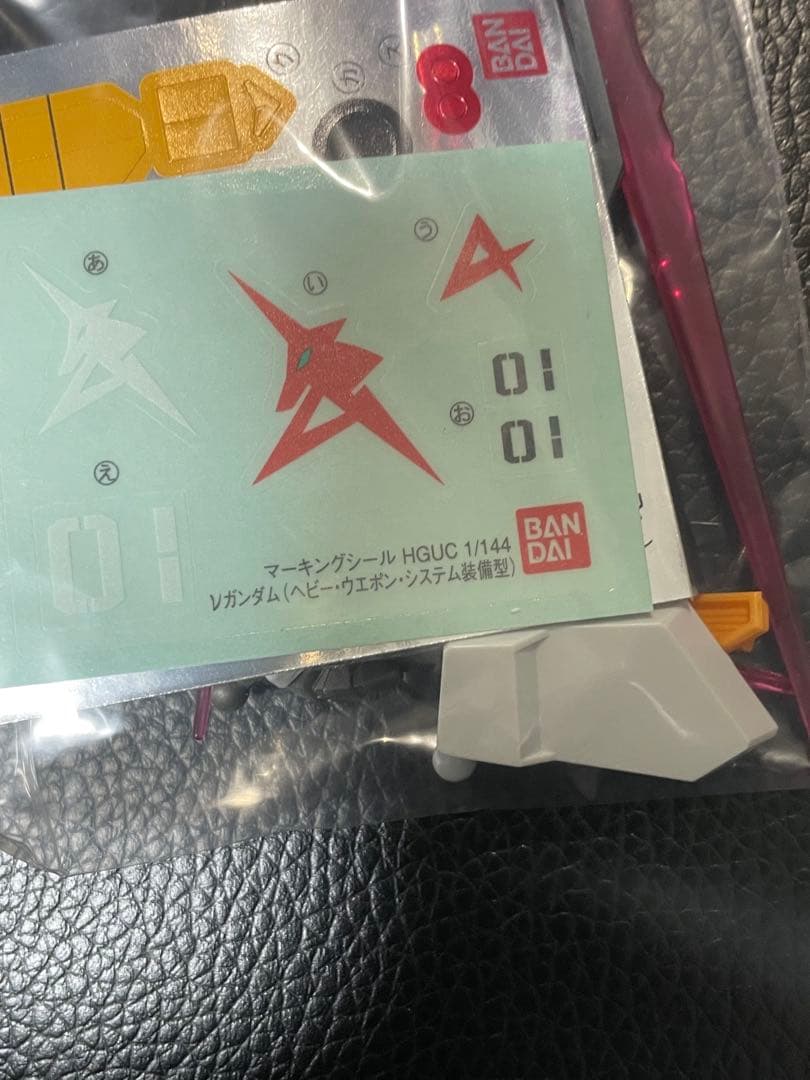 BAN
DAI
ク
カ
う
あ
い
01
お
01
え
01
BAN
DAI
マーキングシール HGUC 1/144
νガンダム(ヘビー・ウエポン・システム装備型)